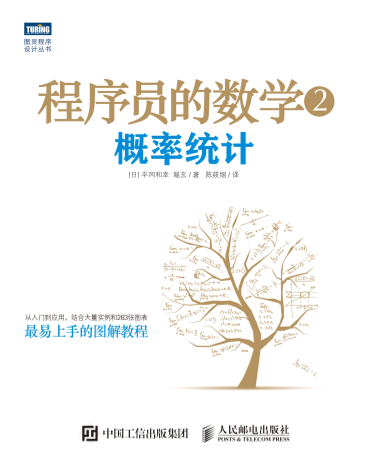 TURING
图灵程序
设计丛书
程序员的数学2
概率统计
[日]平冈和幸 堀玄/著 陈筱烟/译
从入门到应用，结合大量实例和263张图表
最易上手的图解教程
中国工信出版集团
人民邮电出版社
POSTS & TELECOM PRESS